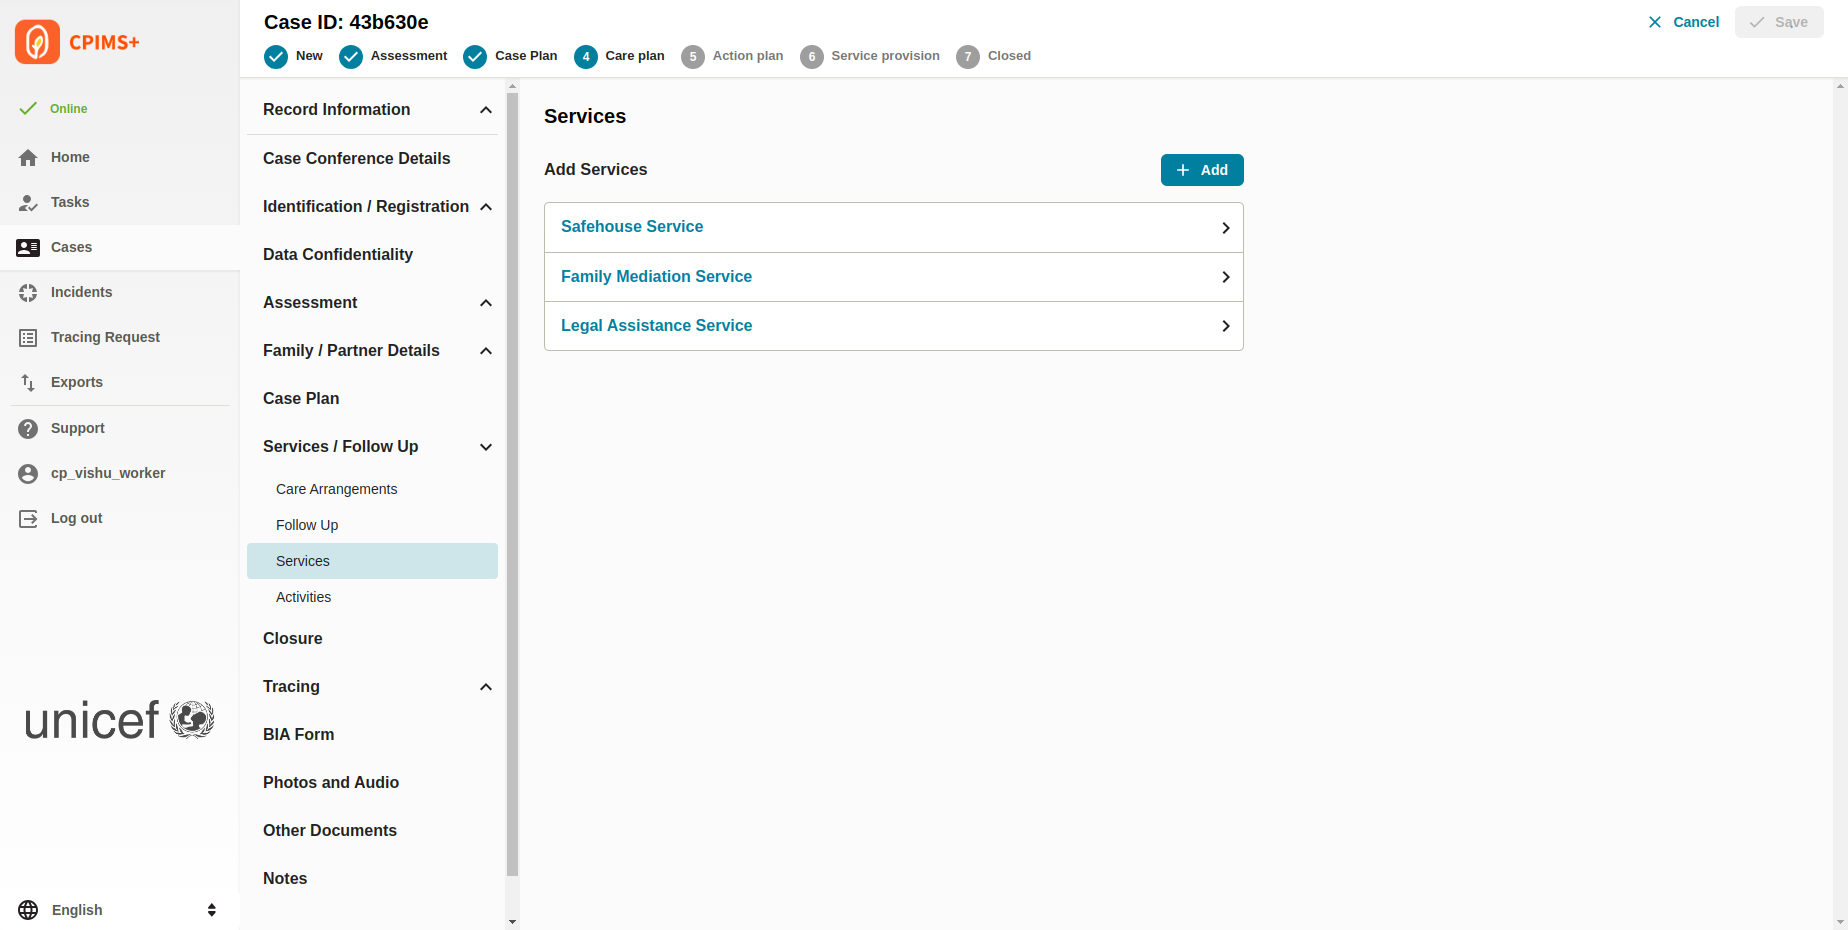 CPIMS+
Online
Home
Tasks
Cases
Incidents
Tracing Request
Exports
Support
cp_vishu_worker
Log out
unicef
English
Case ID: 43b630e
Cancel
Save
New
Assessment
Case Plan
4 Care plan
5 Action plan
6 Service provision
7 Closed
Record Information
Case Conference Details
Identification / Registration
Data Confidentiality
Assessment
Family / Partner Details
Case Plan
Services / Follow Up
Care Arrangements
Follow Up
Services
Activities
Closure
Tracing
BIA Form
Photos and Audio
Other Documents
Notes
Services
Add Services
Add
Safehouse Service
Family Mediation Service
Legal Assistance Service